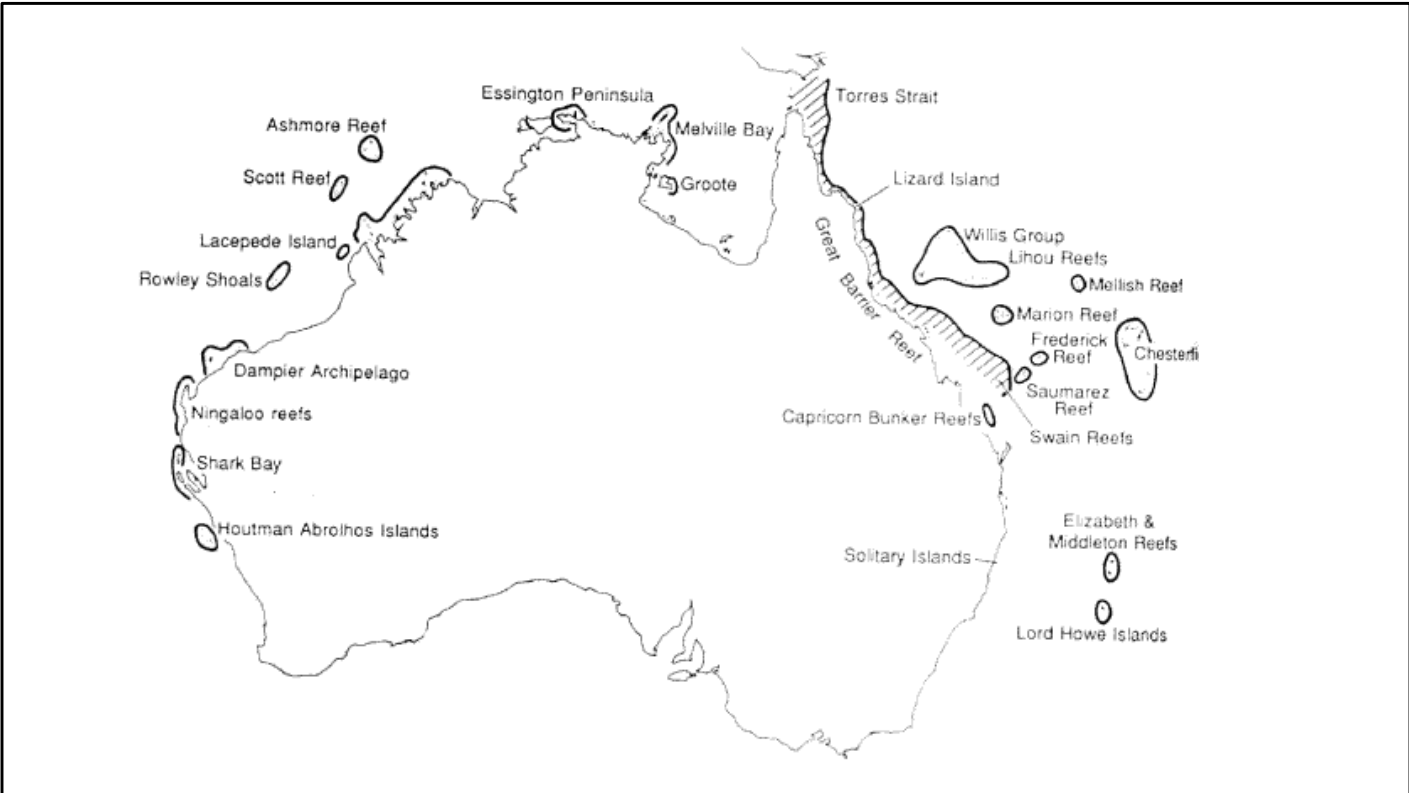 Essington Peninsula
Torres Strait
Ashmore Reef
Melville Bay
Scott Reef
Groote
Lizard Island
Lacepede Island
Willis Group
Lihou Reefs
Rowley Shoals
Mellish Reef
Great Barrier Reef
Marion Reef
Frederick
Reef
Chesterfi
Dampier Archipelago
Saumarez
Reef
Ningaloo reefs
Capricorn Bunker Reefs
Swain Reefs
Shark Bay
Houtman Abrolhos Islands
Elizabeth &
Middleton Reefs
Solitary Islands
Lord Howe Islands